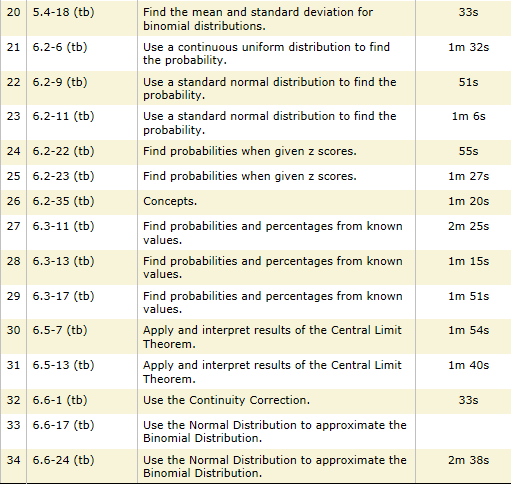 20 5.4-18 (tb) Find the mean and standard deviation for 33s
binomial distributions.
21 6.2-6 (tb) Use a continuous uniform distribution to find 1m 32s
the probability.
22 6.2-9 (tb) Use a standard normal distribution to find the 51s
probability.
23 6.2-11 (tb) Use a standard normal distribution to find the 1m 6s
probability.
24 6.2-22 (tb) Find probabilities when given z scores. 55s
25 6.2-23 (tb) Find probabilities when given z scores. 1m 27s
26 6.2-35 (tb) Concepts. 1m 20s
27 6.3-11 (tb) Find probabilities and percentages from known 2m 25s
values.
28 6.3-13 (tb) Find probabilities and percentages from known 1m 15s
values.
29 6.3-17 (tb) Find probabilities and percentages from known 1m 51s
values.
30 6.5-7 (tb) Apply and interpret results of the Central Limit 1m 54s
Theorem.
31 6.5-13 (tb) Apply and interpret results of the Central Limit 1m 40s
Theorem.
32 6.6-1 (tb) Use the Continuity Correction. 33s
33 6.6-17 (tb) Use the Normal Distribution to approximate the
Binomial Distribution.
34 6.6-24 (tb) Use the Normal Distribution to approximate the 2m 38s
Binomial Distribution.